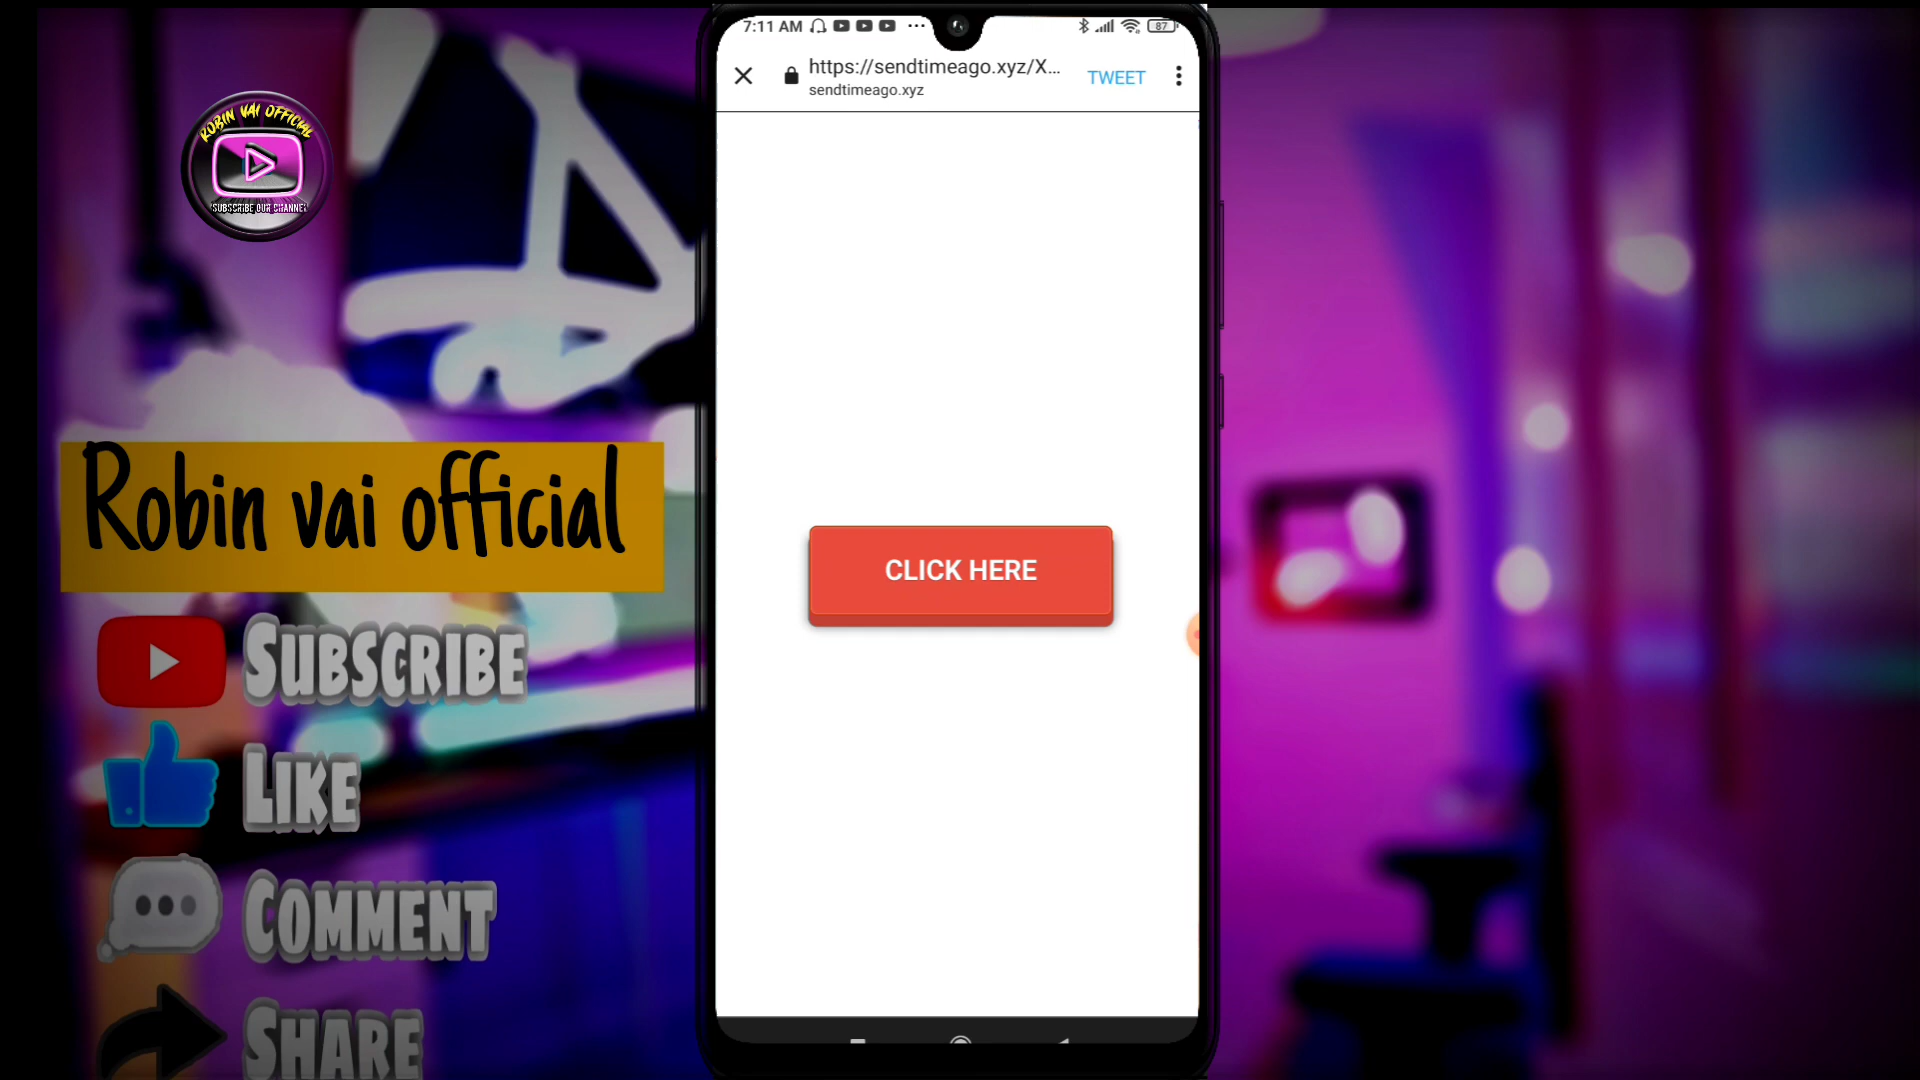 ROBIN VAI OFFICIAL
SUBSCRIBE OUR CHANNEL
Robin vai official
SUBSCRIBE
LIKE
COMMENT
SHARE
7:11 AM
87
https://sendtimeago.xyz/X...
sendtimeago.xyz
TWEET
CLICK HERE